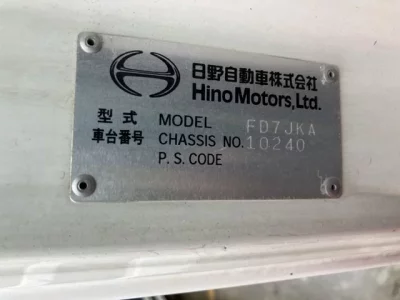 日野自動車株式会社
Hino Motors, Ltd.
型式 MODEL FD7JKA
車台番号 CHASSIS NO. 10240
P. S. CODE